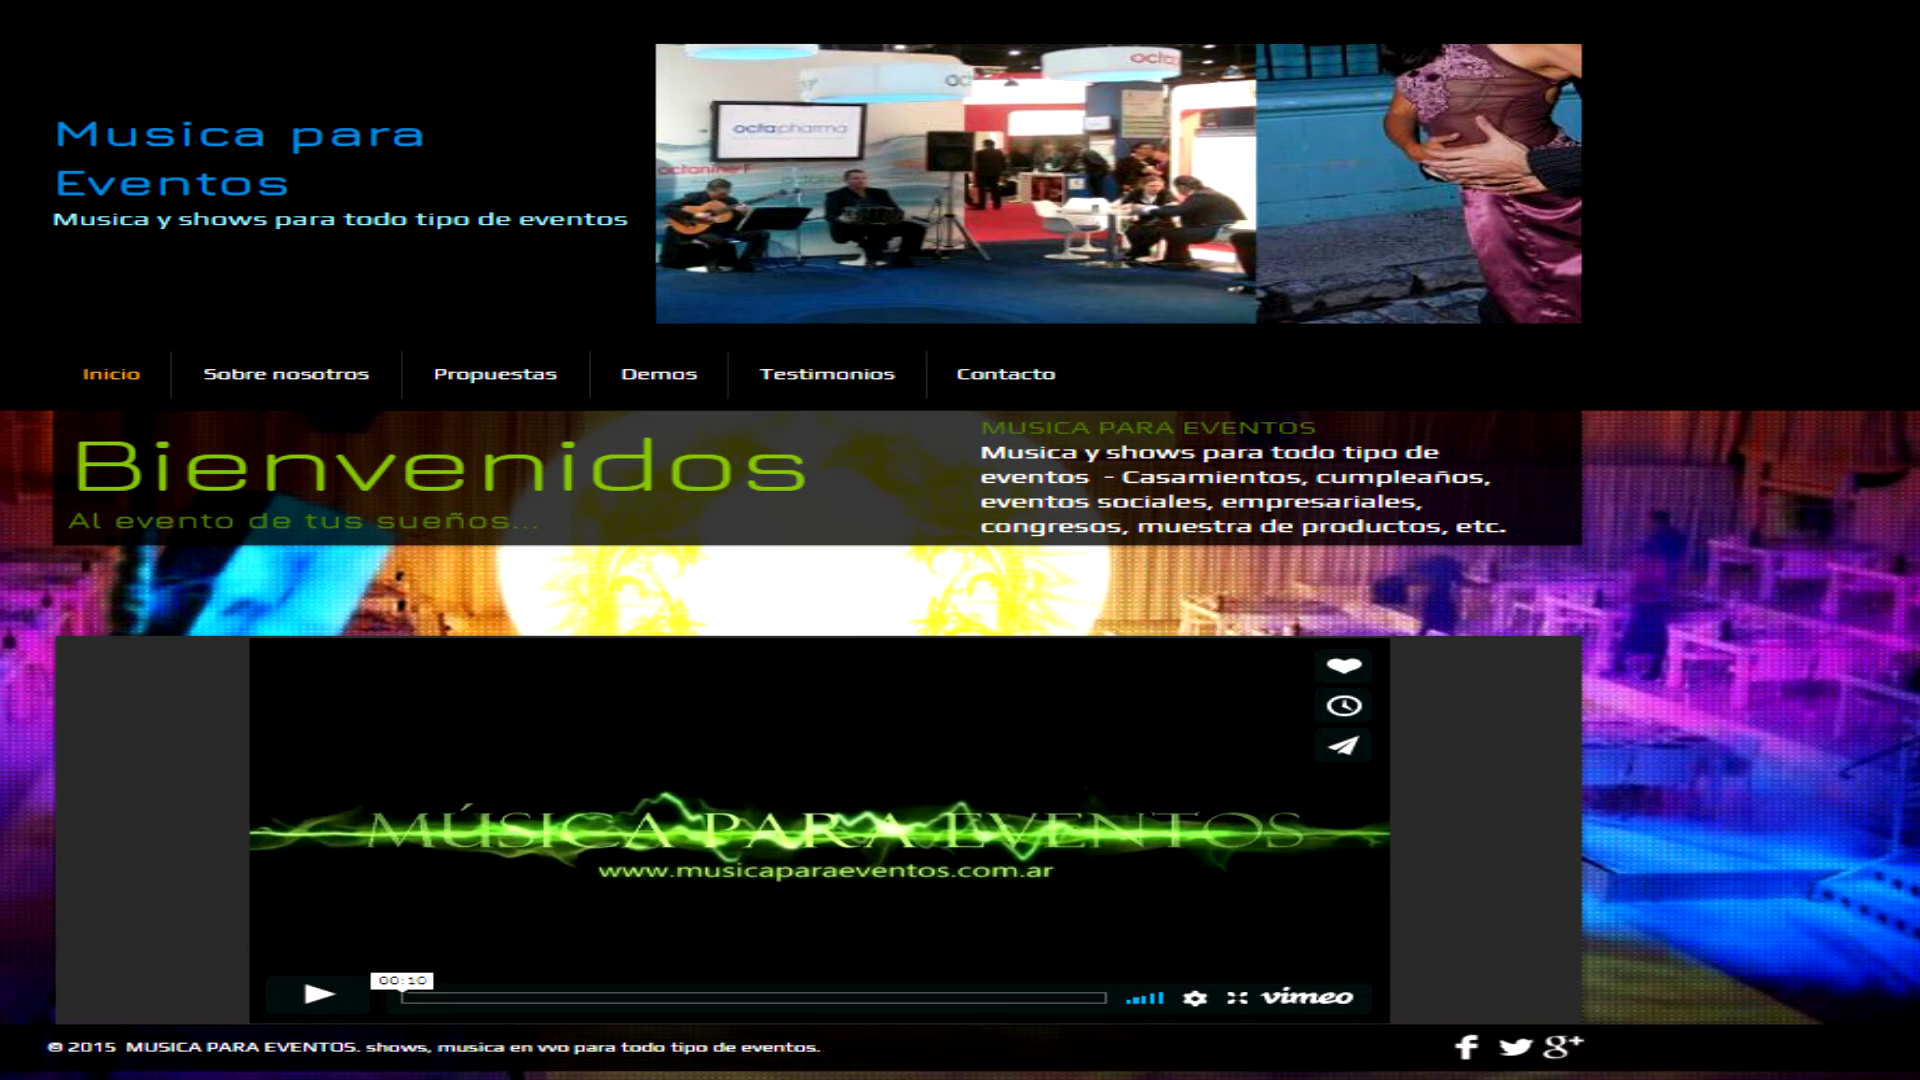 Musica para
Eventos
Musica y shows para todo tipo de eventos
octapharma
octanine F
octa
Inicio
Sobre nosotros
Propuestas
Demos
Testimonios
Contacto
Bienvenidos
Al evento de tus sueños...
MUSICA PARA EVENTOS
Musica y shows para todo tipo de
eventos - Casamientos, cumpleaños,
eventos sociales, empresariales,
congresos, muestra de productos, etc.
MÚSICA PARA EVENTOS
www.musicaparaeventos.com.ar
00:10
vimeo
© 2015 MUSICA PARA EVENTOS. shows, musica en vivo para todo tipo de eventos.